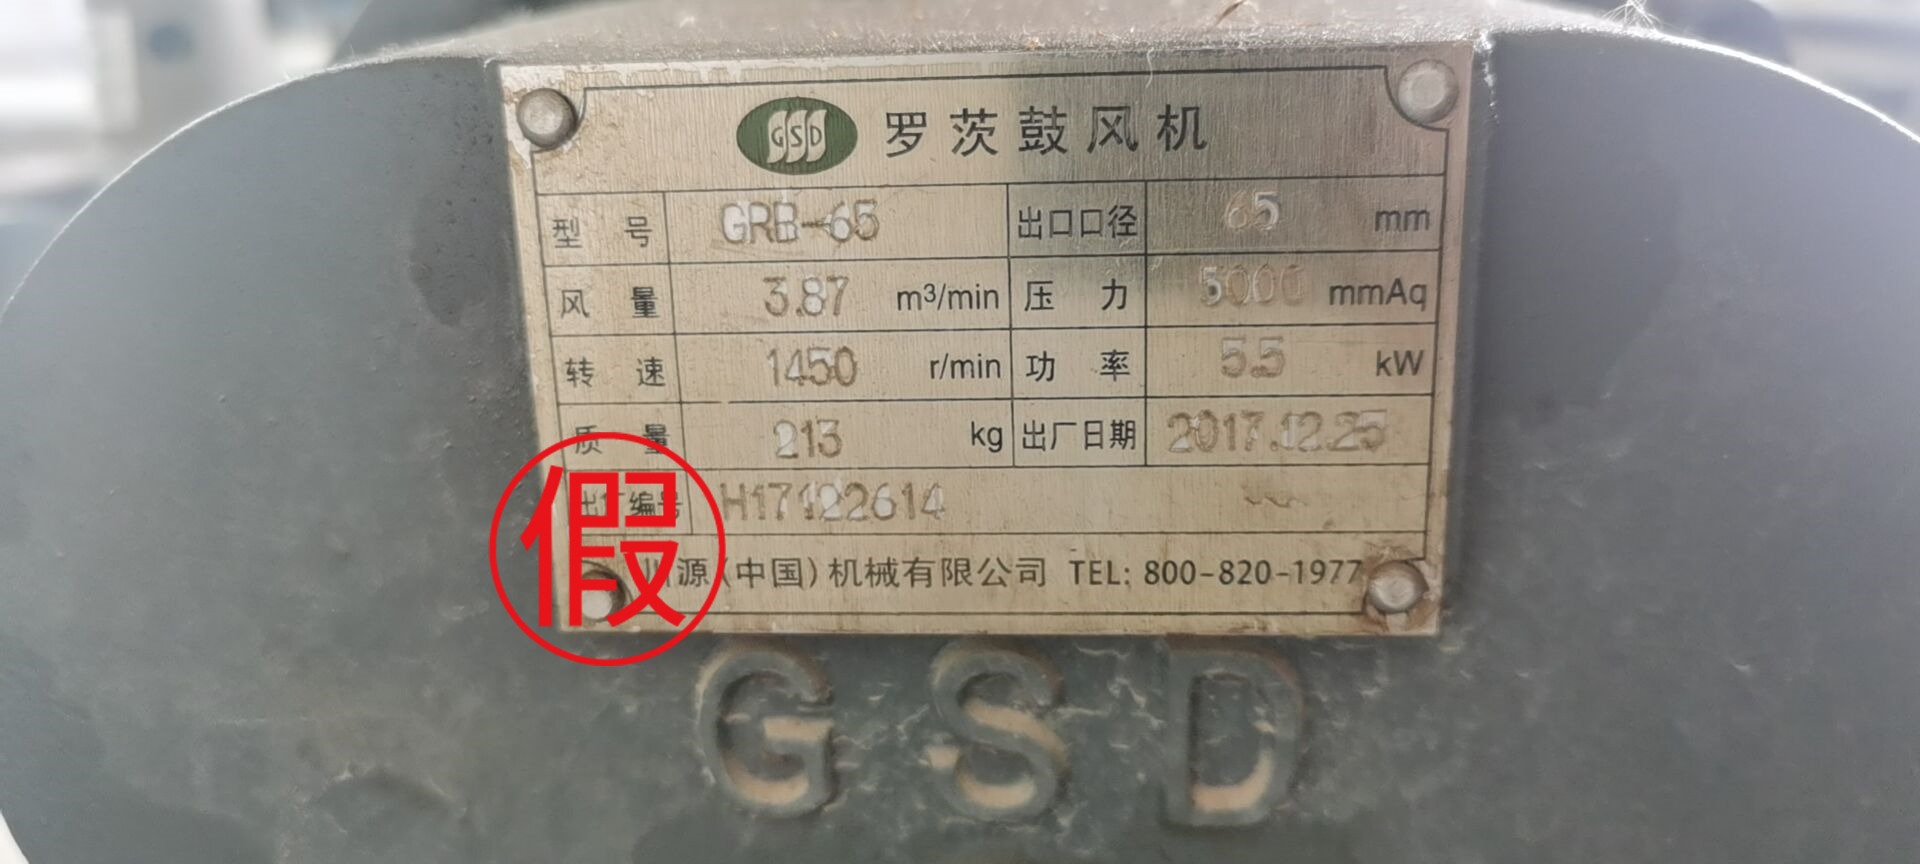 GSD 罗茨鼓风机
型号 GRB-65 出口口径 65 mm
风量 3.87 m³/min 压力 5000 mmAq
转速 1450 r/min 功率 5.5 kW
质量 213 kg 出厂日期 2017.12.25
出厂编号 H17122614
假
川源(中国)机械有限公司 TEL: 800-820-1977
GSD